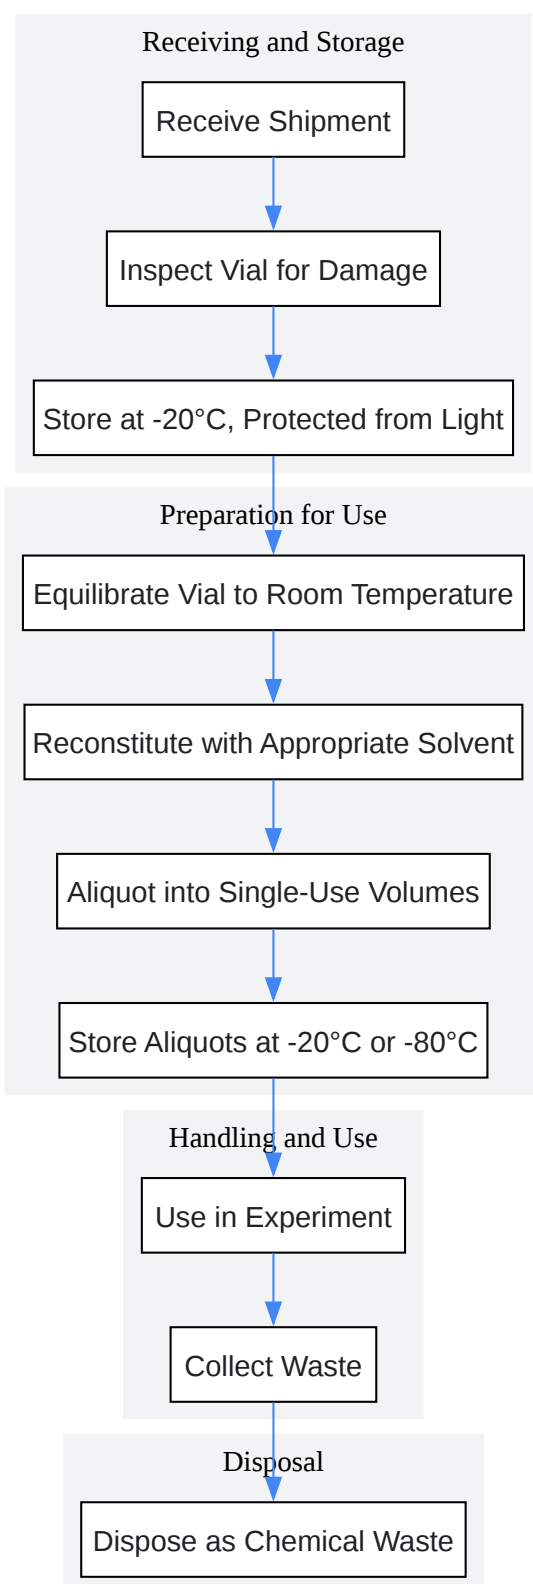 Receiving and Storage
Receive Shipment
Inspect Vial for Damage
Store at -20°C, Protected from Light
Preparation for Use
Equilibrate Vial to Room Temperature
Reconstitute with Appropriate Solvent
Aliquot into Single-Use Volumes
Store Aliquots at -20°C or -80°C
Handling and Use
Use in Experiment
Collect Waste
Disposal
Dispose as Chemical Waste